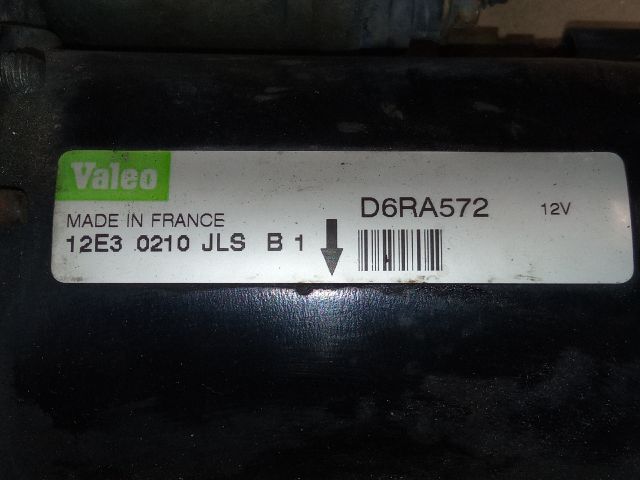 Valeo
MADE IN FRANCE
12E3 0210 JLS B 1
D6RA572 12V